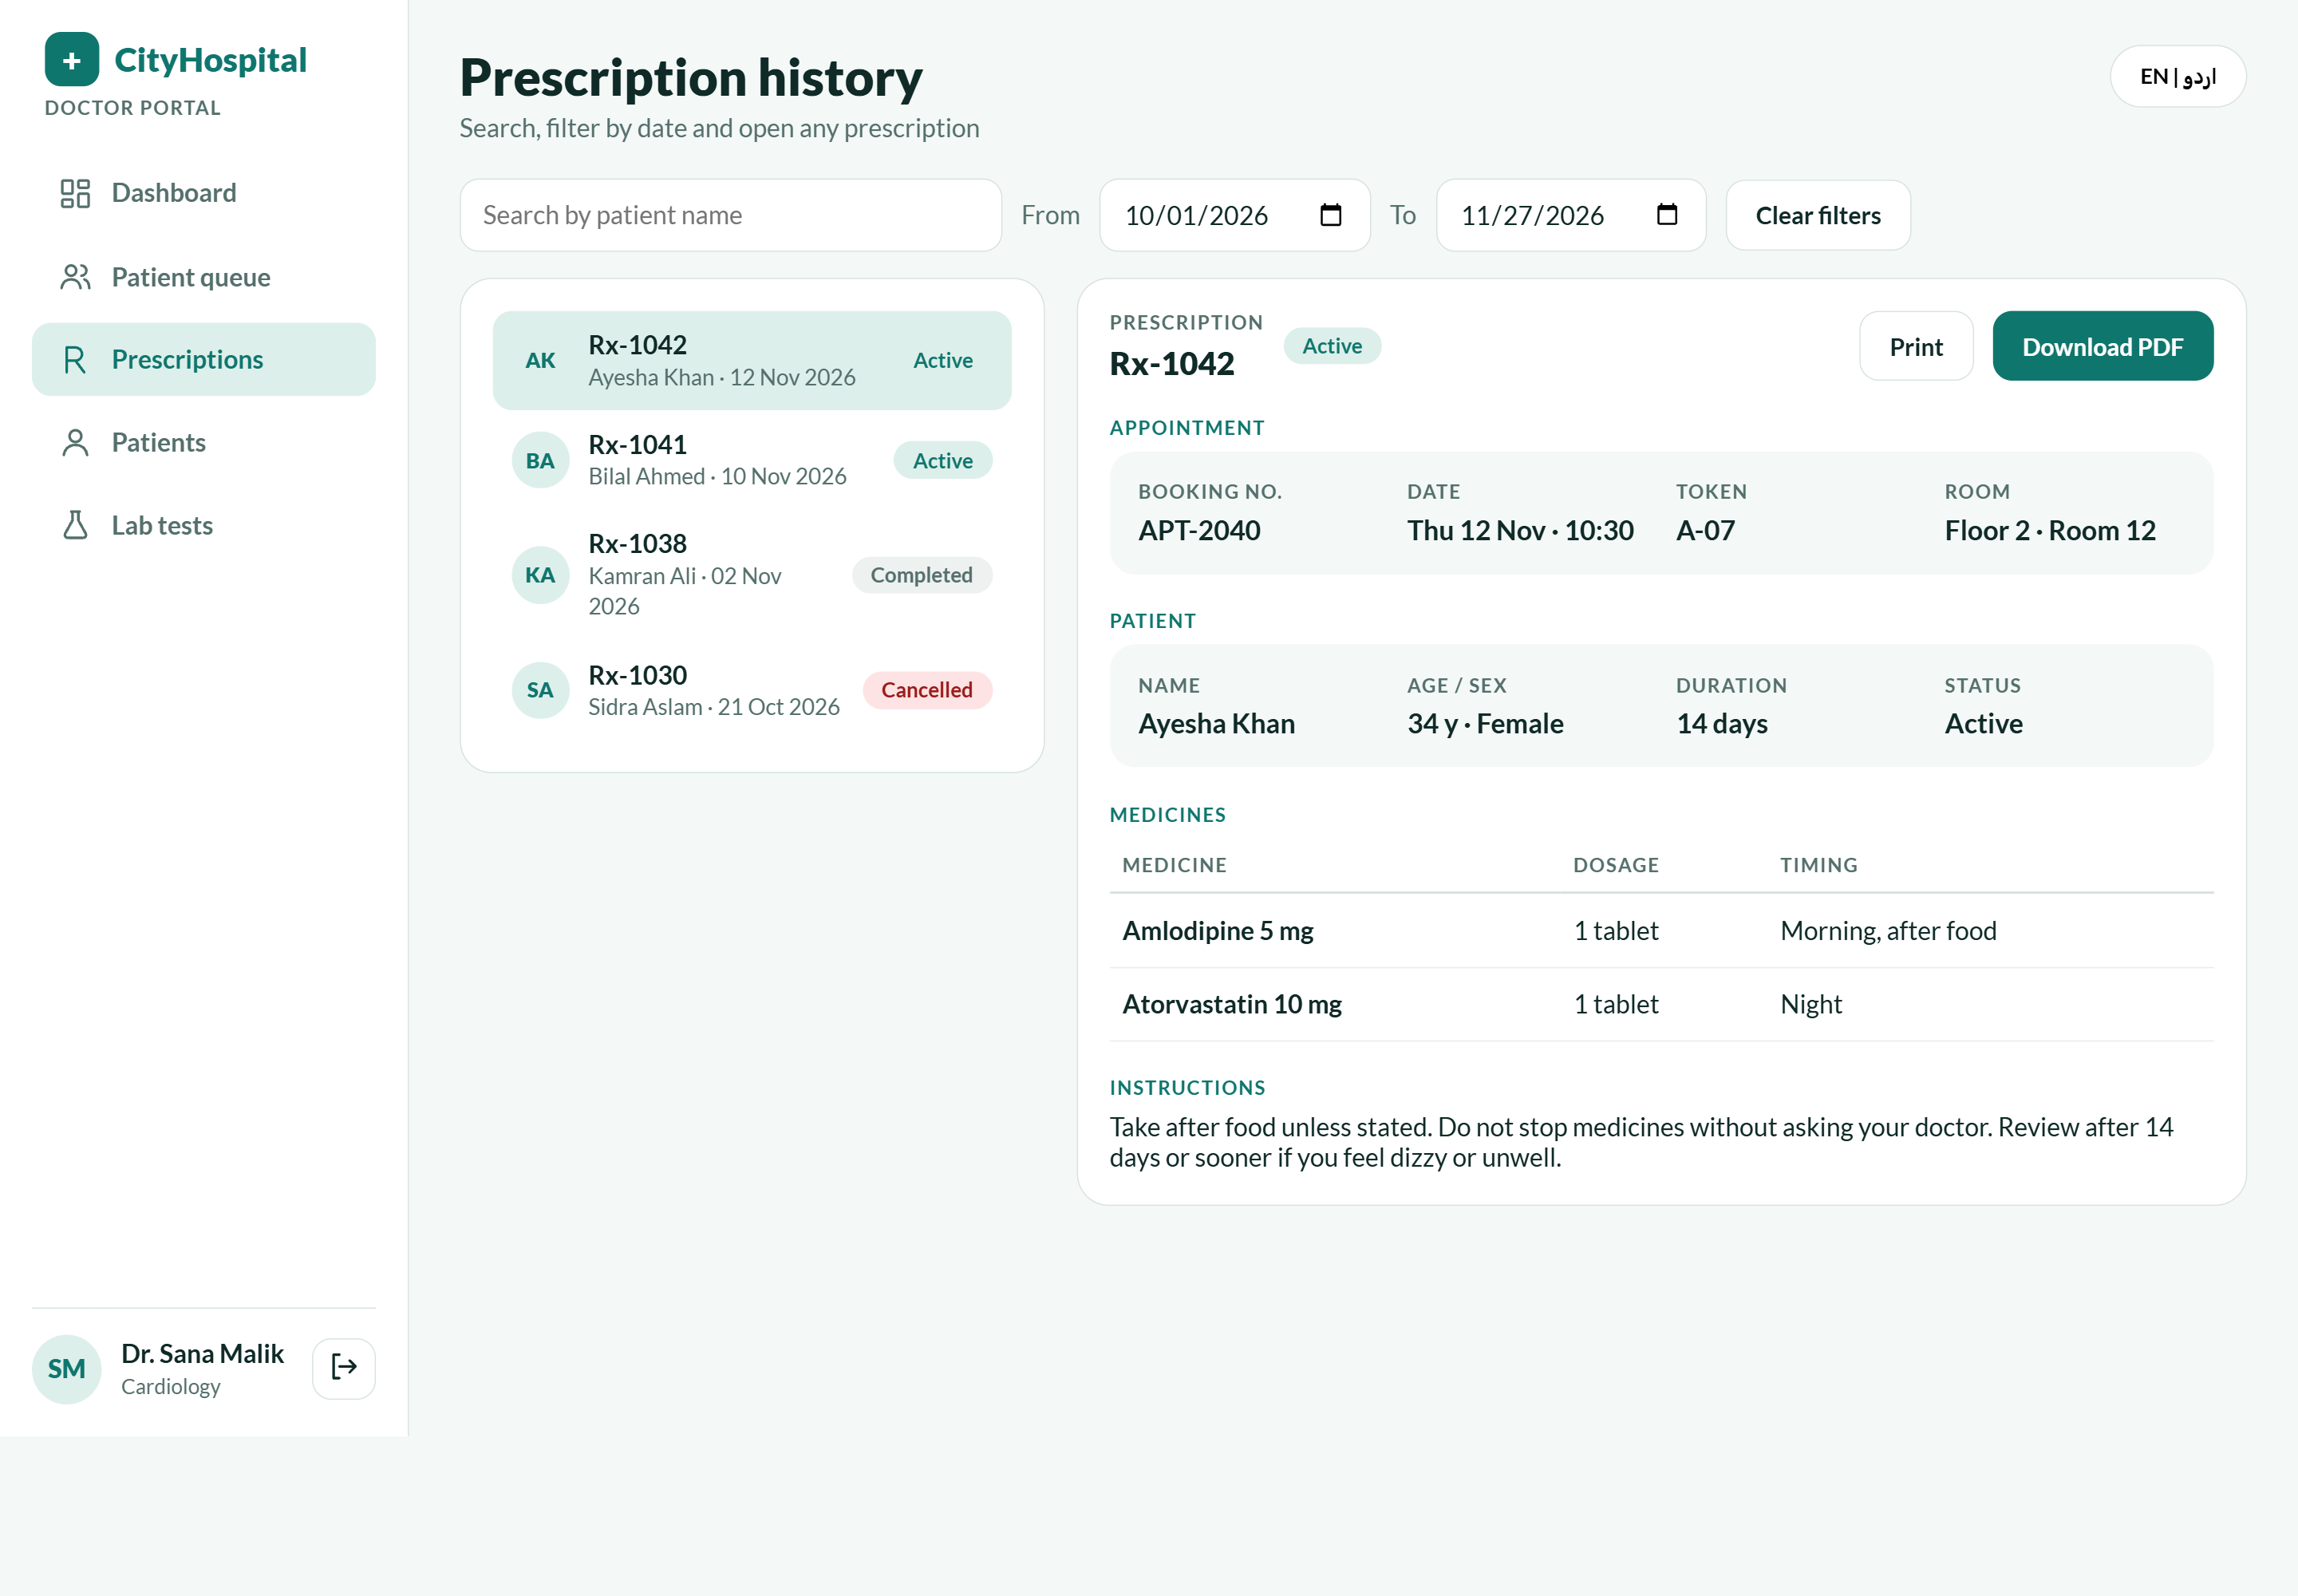 + CityHospital
DOCTOR PORTAL
Dashboard
Patient queue
Prescriptions
Patients
Lab tests
SM
Dr. Sana Malik
Cardiology
Prescription history
Search, filter by date and open any prescription
EN | اردو
Search by patient name
From
10/01/2026
To
11/27/2026
Clear filters
AK
Rx-1042
Ayesha Khan · 12 Nov 2026
Active
BA
Rx-1041
Bilal Ahmed · 10 Nov 2026
Active
KA
Rx-1038
Kamran Ali · 02 Nov
2026
Completed
SA
Rx-1030
Sidra Aslam · 21 Oct 2026
Cancelled
PRESCRIPTION
Rx-1042
Active
Print
Download PDF
APPOINTMENT
BOOKING NO. DATE TOKEN ROOM
APT-2040 Thu 12 Nov · 10:30 A-07 Floor 2 · Room 12
PATIENT
NAME AGE / SEX DURATION STATUS
Ayesha Khan 34 y · Female 14 days Active
MEDICINES
MEDICINE DOSAGE TIMING
Amlodipine 5 mg 1 tablet Morning, after food
Atorvastatin 10 mg 1 tablet Night
INSTRUCTIONS
Take after food unless stated. Do not stop medicines without asking your doctor. Review after 14
days or sooner if you feel dizzy or unwell.